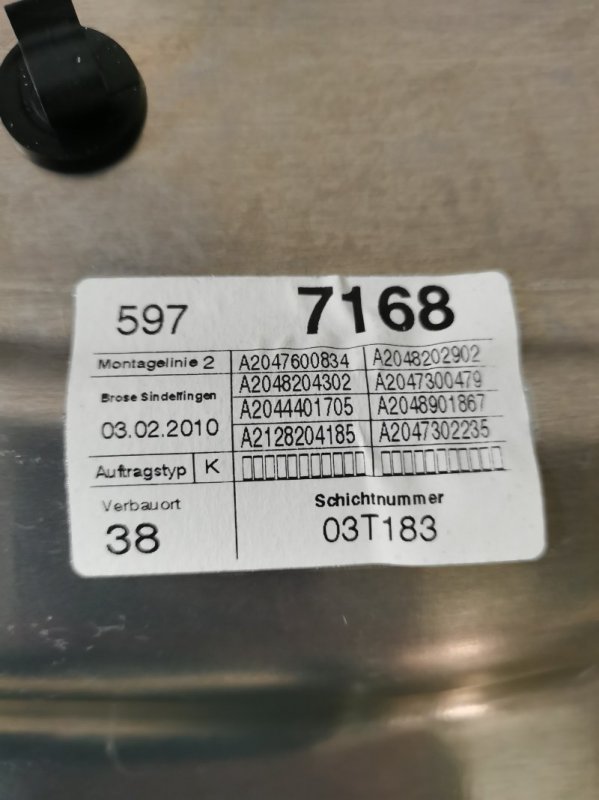 597 7168
Montagelinie 2 A2047600834 A2048202902
Brose Sindelfingen A2048204302 A2047300479
03.02.2010 A2044401705 A2048901867
A2128204185 A2047302235
Auftragstyp K
Verbauort Schichtnummer
38 03T183